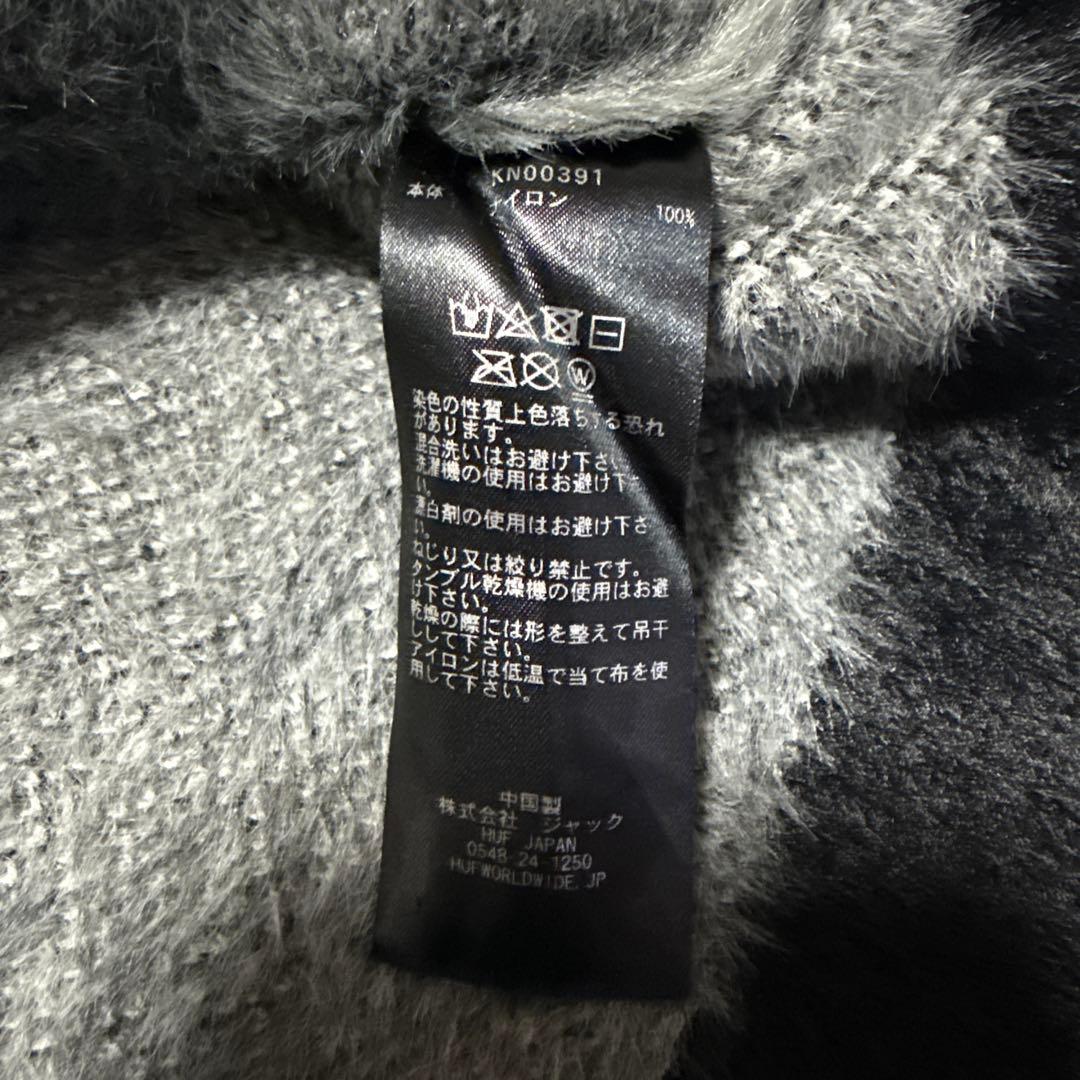 KN00391
本体 ナイロン 100%
W
染色の性質上色落ちする恐れ
があります。
混合洗いはお避け下さい。
洗濯機の使用はお避け下さ
い。
漂白剤の使用はお避け下さ
い。
ねじり又は絞り禁止です。
タンブル乾燥機の使用はお避
け下さい。
乾燥の際には形を整えて吊干
しして下さい。
アイロンは低温で当て布を使
用して下さい。
中国製
株式会社 ジャック
HUF JAPAN
0548 24 1250
HUFWORLDWIDE.JP